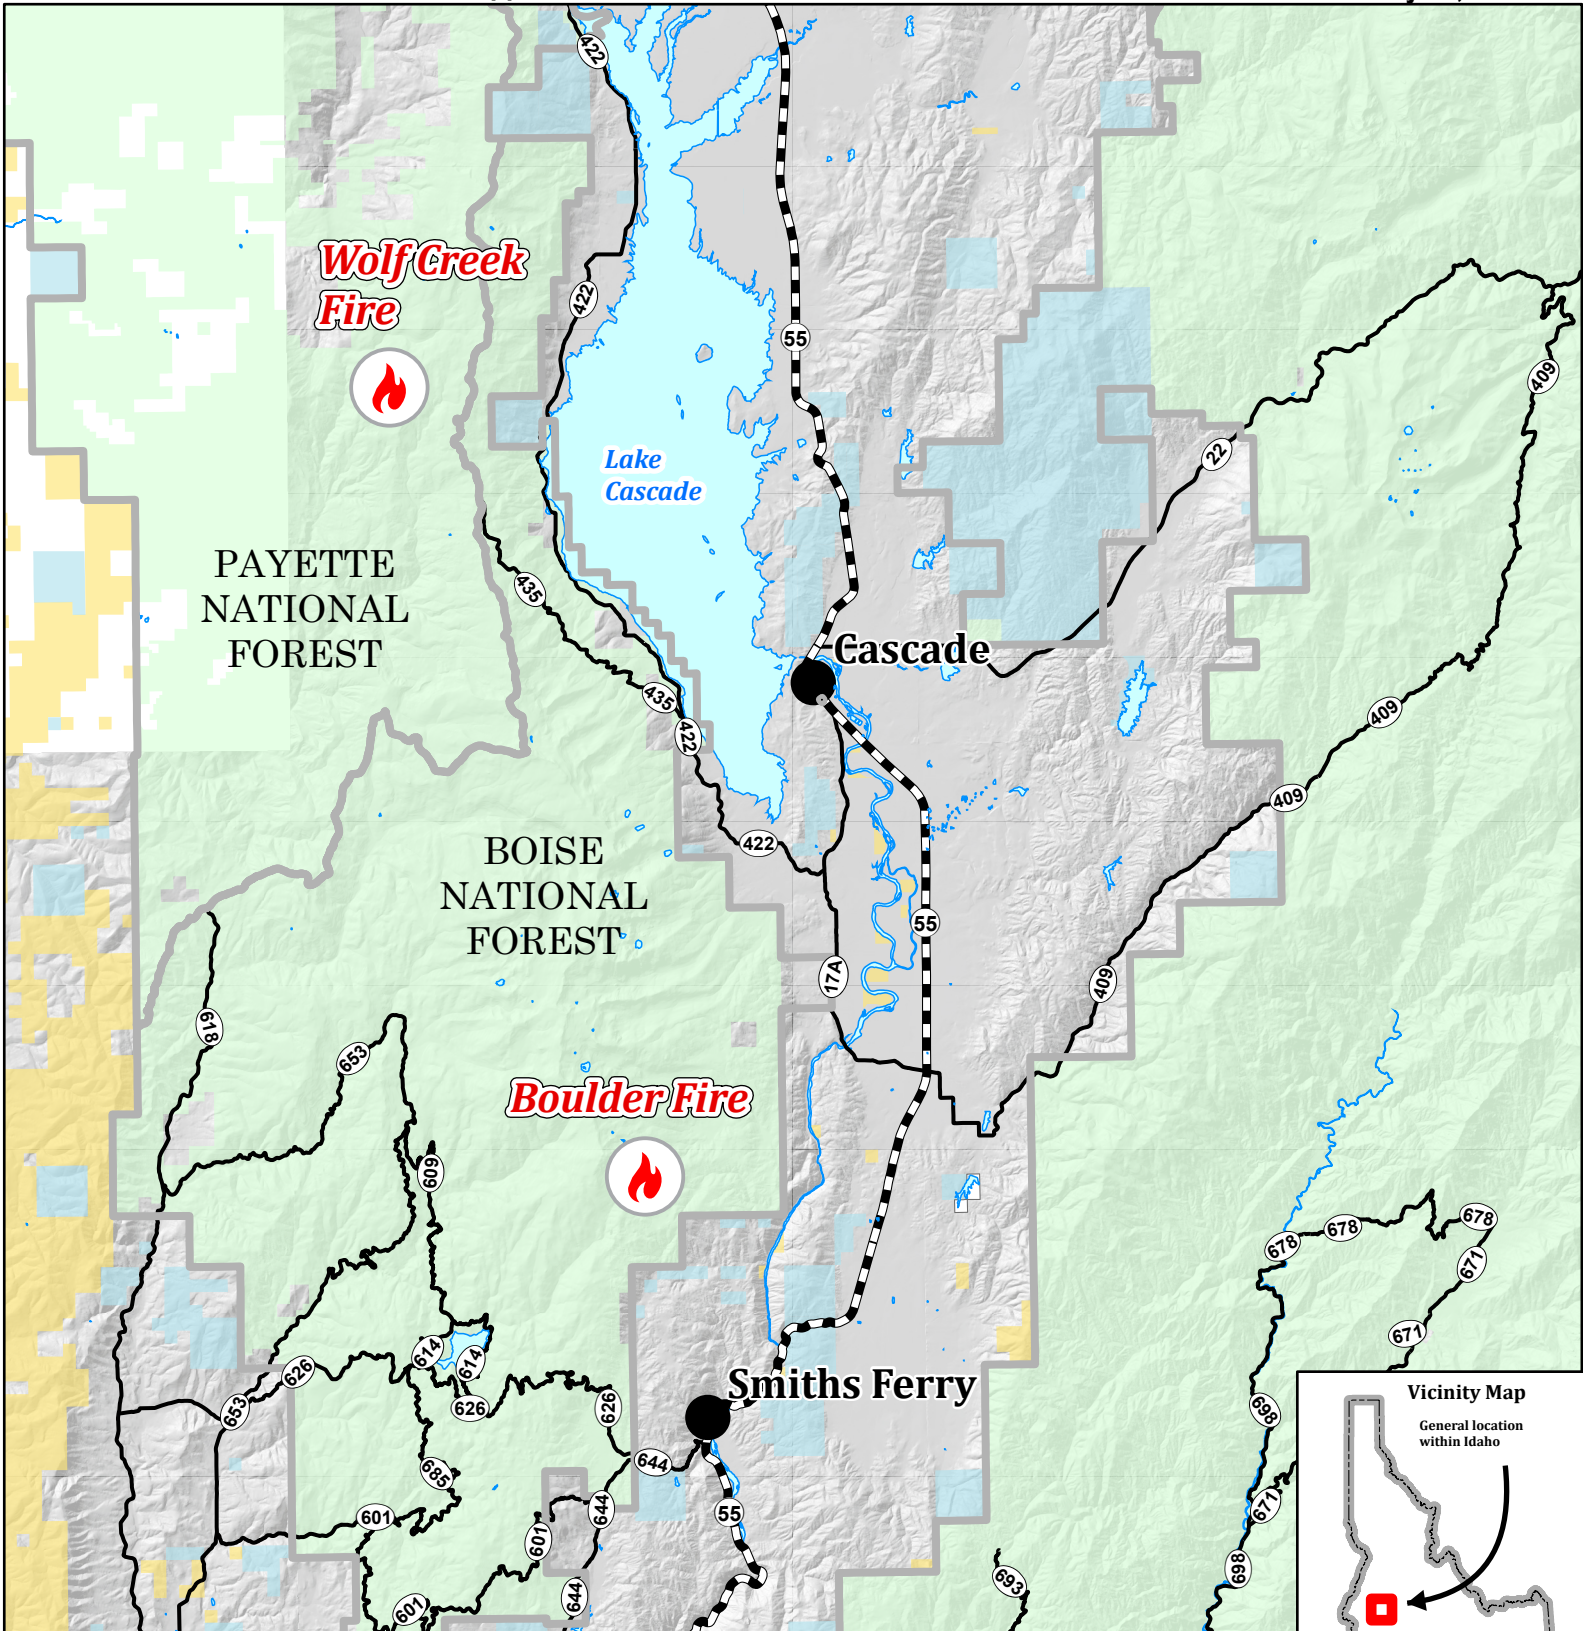 422
Wolf Creek
Fire
422
55
409
Lake
Cascade
22
PAYETTE
NATIONAL
FOREST
435
Cascade
435
422
409
409
422
BOISE
NATIONAL
FOREST
55
17A
409
618
653
Boulder Fire
609
678
678
678
671
671
614
614
626
Smiths Ferry
653
626
626
698
644
685
671
601
644
55
601
698
693
644
601
Vicinity Map
General location
within Idaho